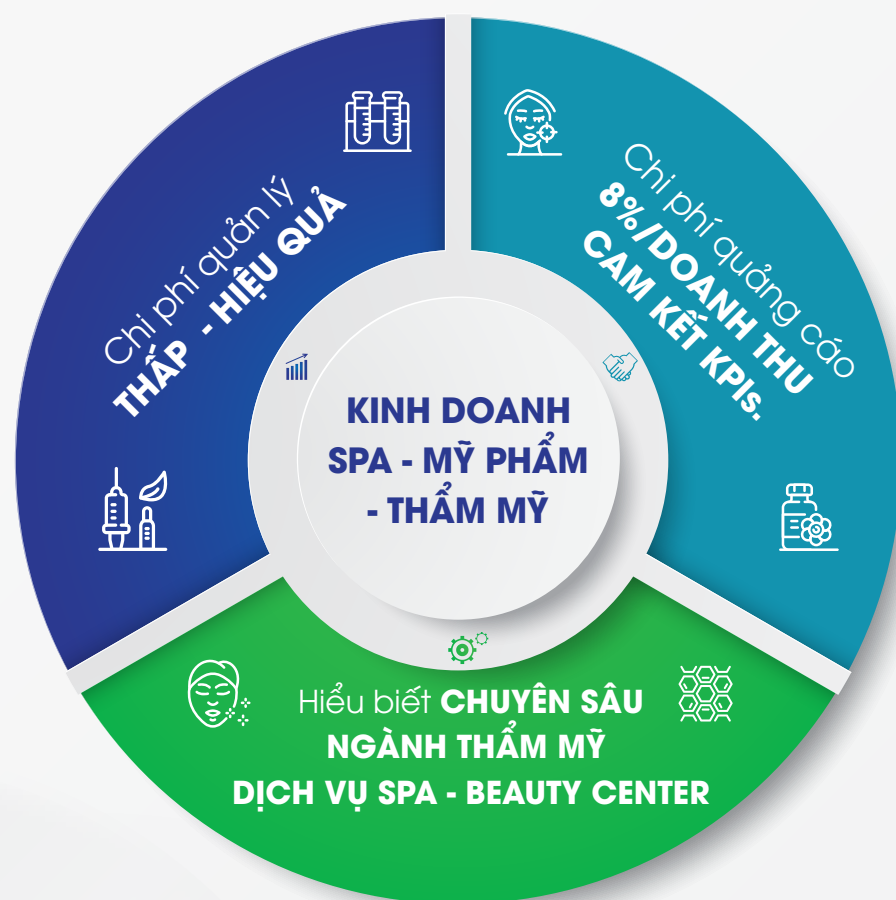 Chi phí quản lý
THẤP - HIỆU QUẢ
Chi phí quảng cáo
8%/DOANH THU
CAM KẾT KPIs.
KINH DOANH
SPA - MỸ PHẨM
- THẨM MỸ
Hiểu biết CHUYÊN SÂU
NGÀNH THẨM MỸ
DỊCH VỤ SPA - BEAUTY CENTER